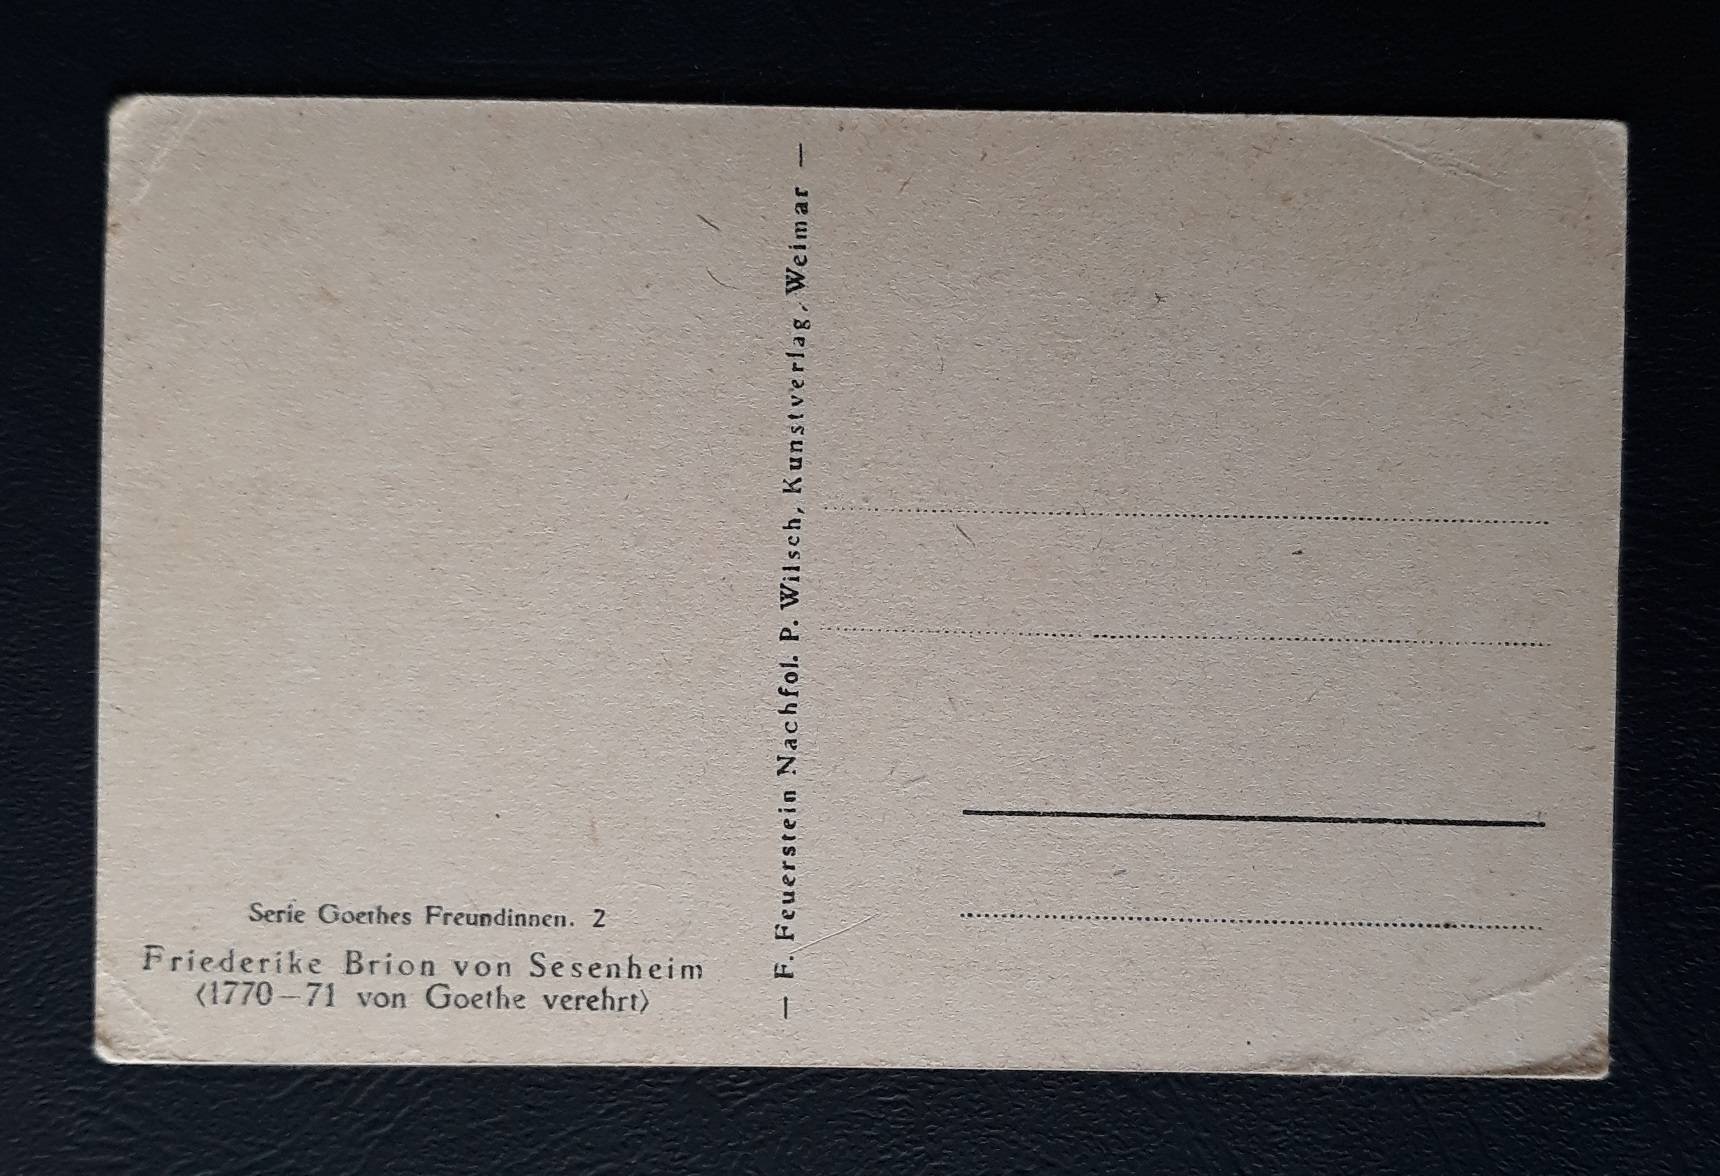 Serie Goethes Freundinnen. 2
Friederike Brion von Sesenheim
⟨1770–71 von Goethe verehrt⟩
— F. Feuerstein Nachfol. P. Wilsch, Kunstverlag, Weimar —